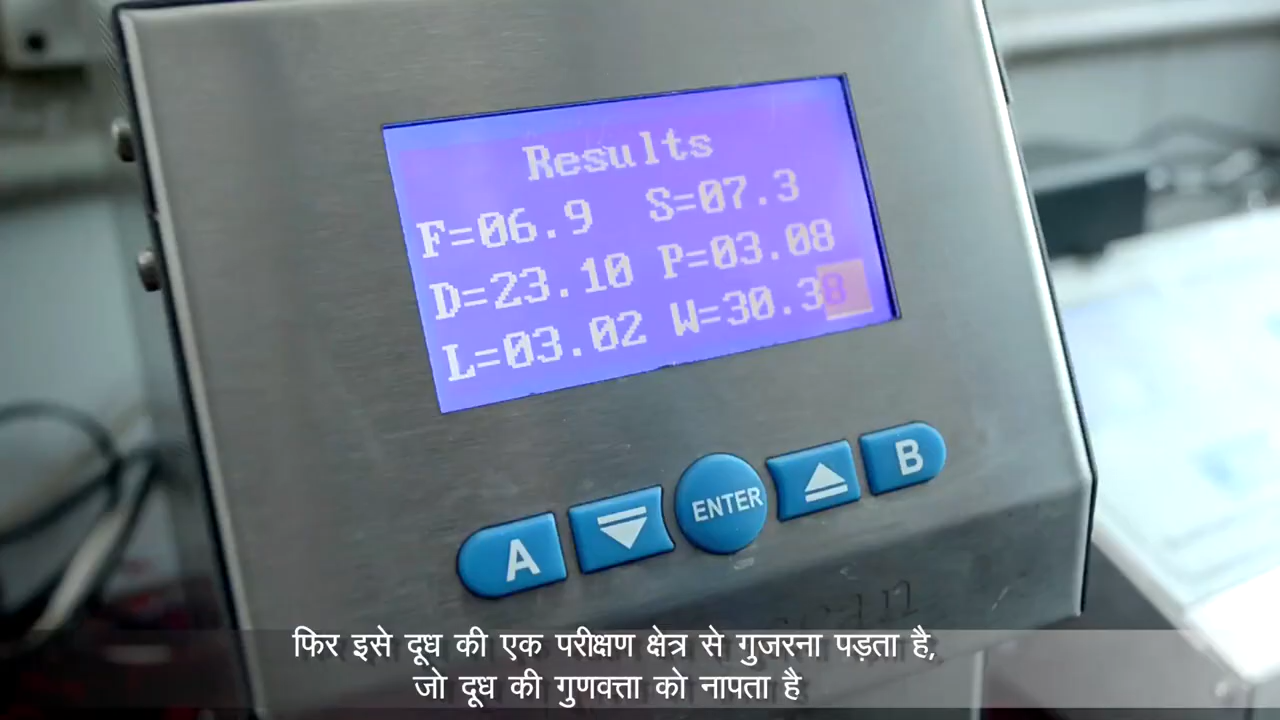 Results
F=06.9 S=07.3
D=23.10 P=03.08
L=03.02 W=30.38
A ENTER B
फिर इसे दूध की एक परीक्षण क्षेत्र से गुजरना पड़ता है,
जो दूध की गुणवत्ता को नापता है